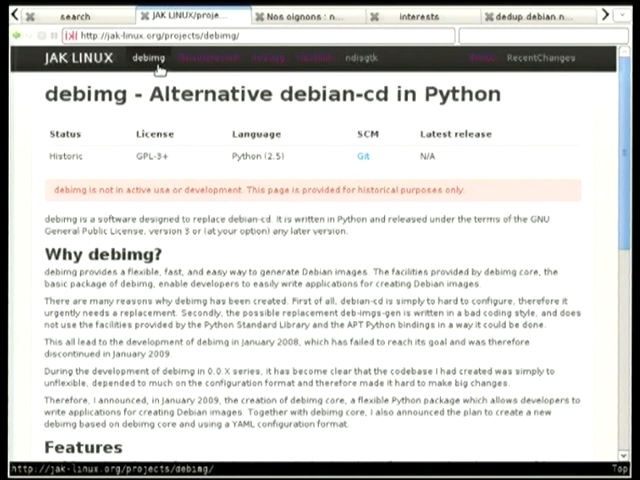 search
JAK LINUX/proje...
Nos oignons : n...
interests
dedup.debian.n...
http://jak-linux.org/projects/debimg/
JAK LINUX debimg ndisgtk RecentChanges
debimg - Alternative debian-cd in Python
Status License Language SCM Latest release
Historic GPL-3+ Python (2.5) Git N/A
debimg is not in active use or development. This page is provided for historical purposes only.
debimg is a software designed to replace debian-cd. It is written in Python and released under the terms of the GNU
General Public License, version 3 or (at your option) any later version.
Why debimg?
debimg provides a flexible, fast, and easy way to generate Debian images. The facilities provided by debimg core, the
basic package of debimg, enable developers to easily write applications for creating Debian images.
There are many reasons why debimg has been created. First of all, debian-cd is simply to hard to configure, therefore it
urgently needs a replacement. Secondly, the possible replacement deb-imgs-gen is written in a bad coding style, and does
not use the facilities provided by the Python Standard Library and the APT Python bindings in a way it could be done.
This all lead to the development of debimg in January 2008, which has failed to reach its goal and was therefore
discontinued in January 2009.
During the development of debimg in 0.0.X series, it has become clear that the codebase I had created was simply to
unflexible, depended to much on the configuration format and therefore made it hard to make big changes.
Therefore, I announced, in January 2009, the creation of debimg core, a flexible Python package which allows developers to
write applications for creating Debian images. Together with debimg core, I also announced the plan to create a new
debimg based on debimg core and using a YAML configuration format.
Features
http://jak-linux.org/projects/debimg/ Top